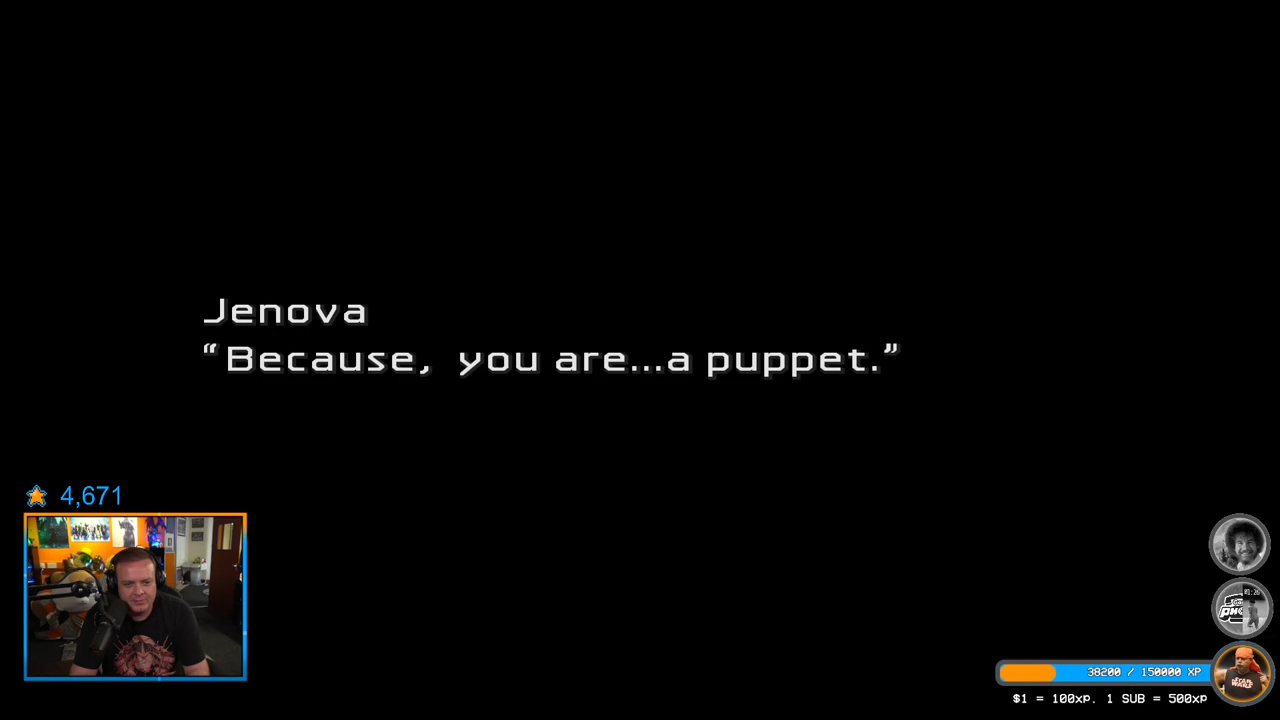 Jenova
“Because, you are...a puppet.”
4,671
38200 / 150000 XP
$1 = 100xp. 1 SUB = 500xp